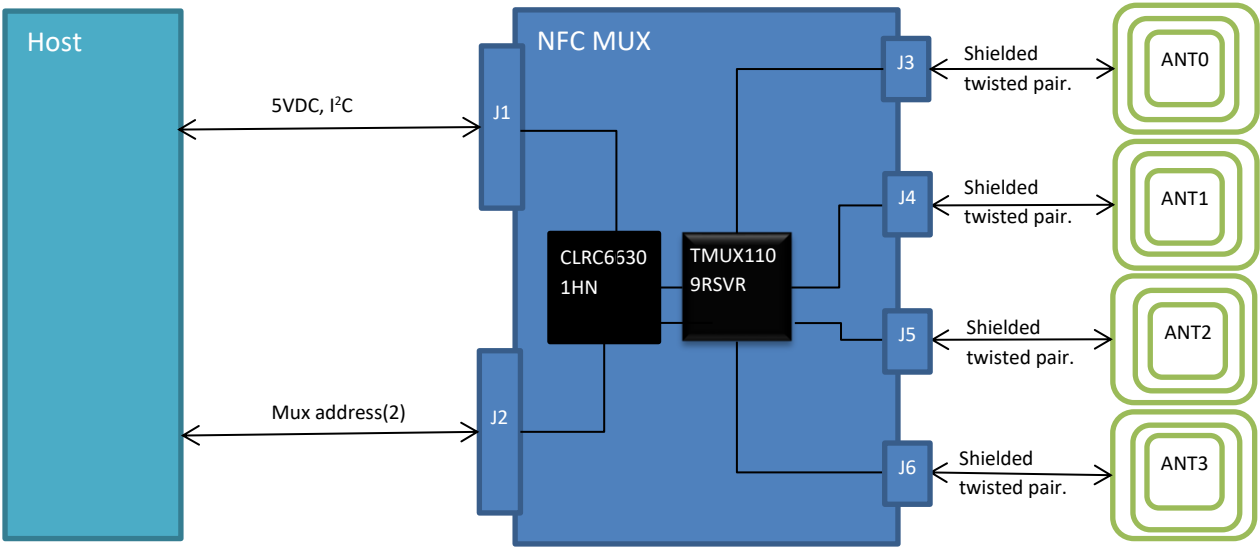 Host
NFC MUX
5VDC, I²C
Mux address(2)
J1
J2
CLRC6630
1HN
TMUX110
9RSVR
J3
Shielded
twisted pair.
ANT0
J4
Shielded
twisted pair.
ANT1
J5
Shielded
twisted pair.
ANT2
J6
Shielded
twisted pair.
ANT3